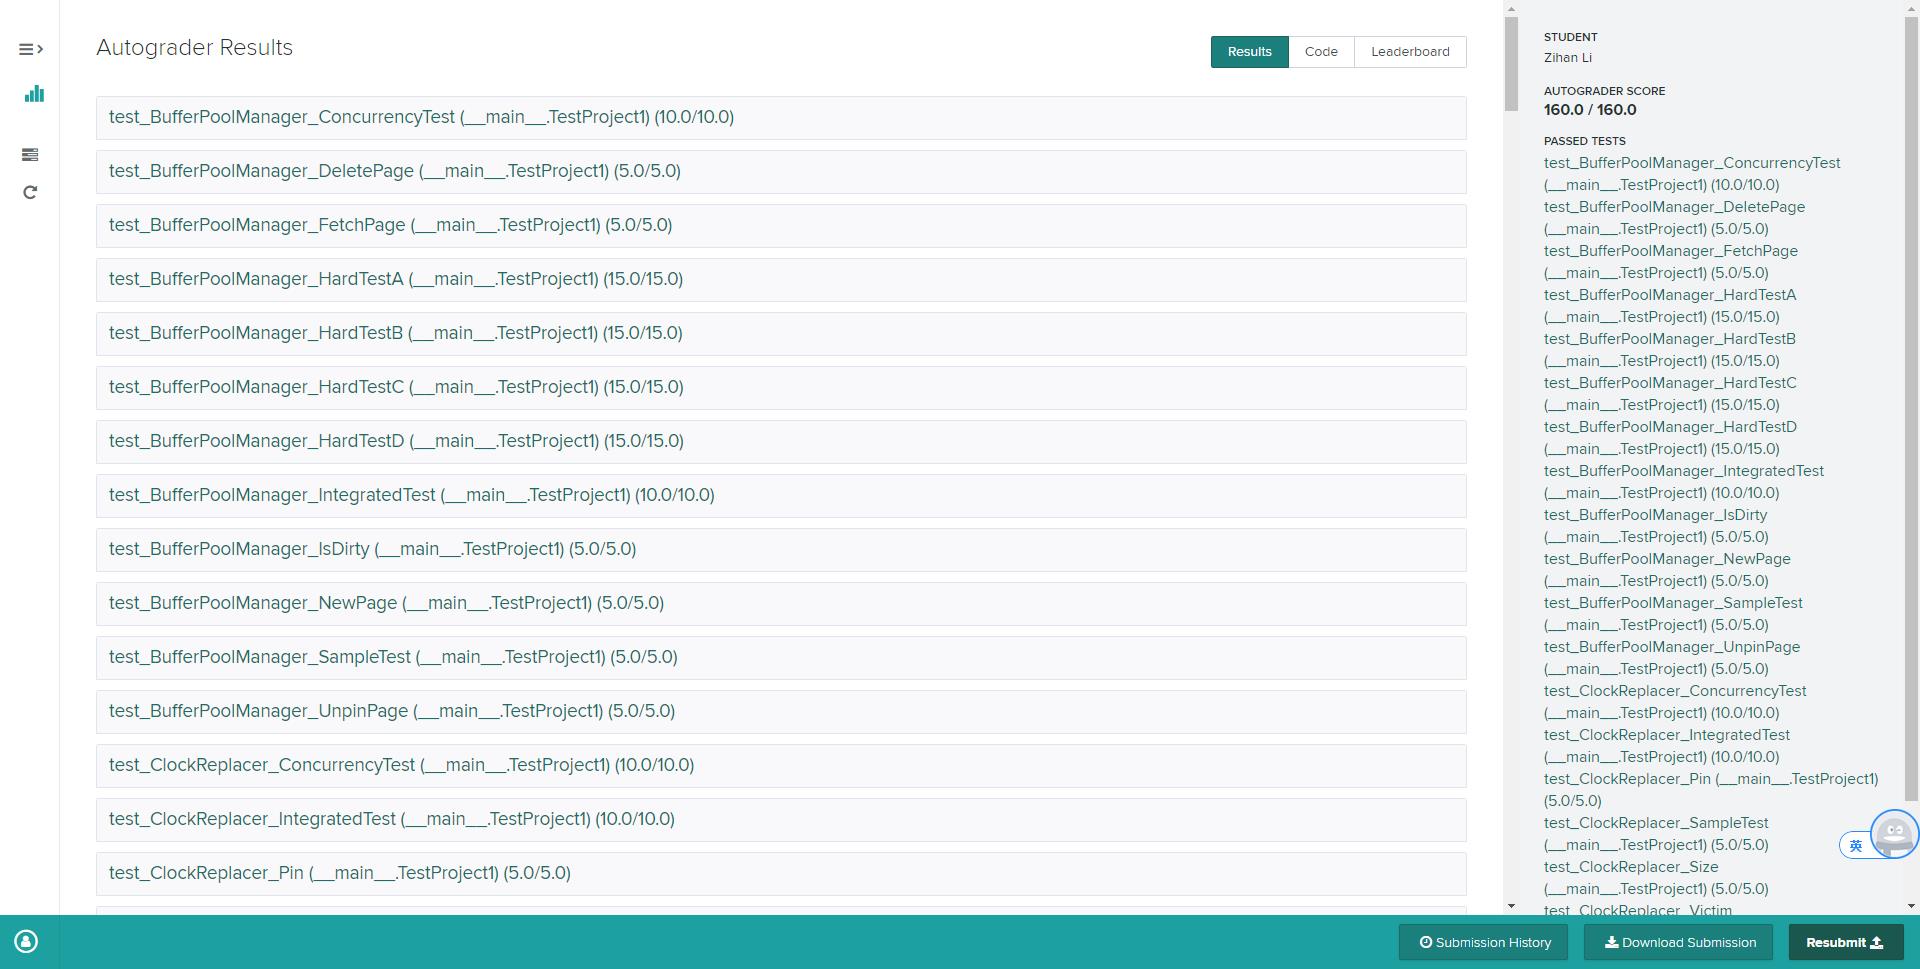 Autograder Results
Results
Code
Leaderboard
test_BufferPoolManager_ConcurrencyTest (__main__.TestProject1) (10.0/10.0)
test_BufferPoolManager_DeletePage (__main__.TestProject1) (5.0/5.0)
test_BufferPoolManager_FetchPage (__main__.TestProject1) (5.0/5.0)
test_BufferPoolManager_HardTestA (__main__.TestProject1) (15.0/15.0)
test_BufferPoolManager_HardTestB (__main__.TestProject1) (15.0/15.0)
test_BufferPoolManager_HardTestC (__main__.TestProject1) (15.0/15.0)
test_BufferPoolManager_HardTestD (__main__.TestProject1) (15.0/15.0)
test_BufferPoolManager_IntegratedTest (__main__.TestProject1) (10.0/10.0)
test_BufferPoolManager_IsDirty (__main__.TestProject1) (5.0/5.0)
test_BufferPoolManager_NewPage (__main__.TestProject1) (5.0/5.0)
test_BufferPoolManager_SampleTest (__main__.TestProject1) (5.0/5.0)
test_BufferPoolManager_UnpinPage (__main__.TestProject1) (5.0/5.0)
test_ClockReplacer_ConcurrencyTest (__main__.TestProject1) (10.0/10.0)
test_ClockReplacer_IntegratedTest (__main__.TestProject1) (10.0/10.0)
test_ClockReplacer_Pin (__main__.TestProject1) (5.0/5.0)
STUDENT
Zihan Li
AUTOGRADER SCORE
160.0 / 160.0
PASSED TESTS
test_BufferPoolManager_ConcurrencyTest
(__main__.TestProject1) (10.0/10.0)
test_BufferPoolManager_DeletePage
(__main__.TestProject1) (5.0/5.0)
test_BufferPoolManager_FetchPage
(__main__.TestProject1) (5.0/5.0)
test_BufferPoolManager_HardTestA
(__main__.TestProject1) (15.0/15.0)
test_BufferPoolManager_HardTestB
(__main__.TestProject1) (15.0/15.0)
test_BufferPoolManager_HardTestC
(__main__.TestProject1) (15.0/15.0)
test_BufferPoolManager_HardTestD
(__main__.TestProject1) (15.0/15.0)
test_BufferPoolManager_IntegratedTest
(__main__.TestProject1) (10.0/10.0)
test_BufferPoolManager_IsDirty
(__main__.TestProject1) (5.0/5.0)
test_BufferPoolManager_NewPage
(__main__.TestProject1) (5.0/5.0)
test_BufferPoolManager_SampleTest
(__main__.TestProject1) (5.0/5.0)
test_BufferPoolManager_UnpinPage
(__main__.TestProject1) (5.0/5.0)
test_ClockReplacer_ConcurrencyTest
(__main__.TestProject1) (10.0/10.0)
test_ClockReplacer_IntegratedTest
(__main__.TestProject1) (10.0/10.0)
test_ClockReplacer_Pin (__main__.TestProject1)
(5.0/5.0)
test_ClockReplacer_SampleTest
(__main__.TestProject1) (5.0/5.0)
test_ClockReplacer_Size
(__main__.TestProject1) (5.0/5.0)
test_ClockReplacer_Victim
英
Submission History
Download Submission
Resubmit